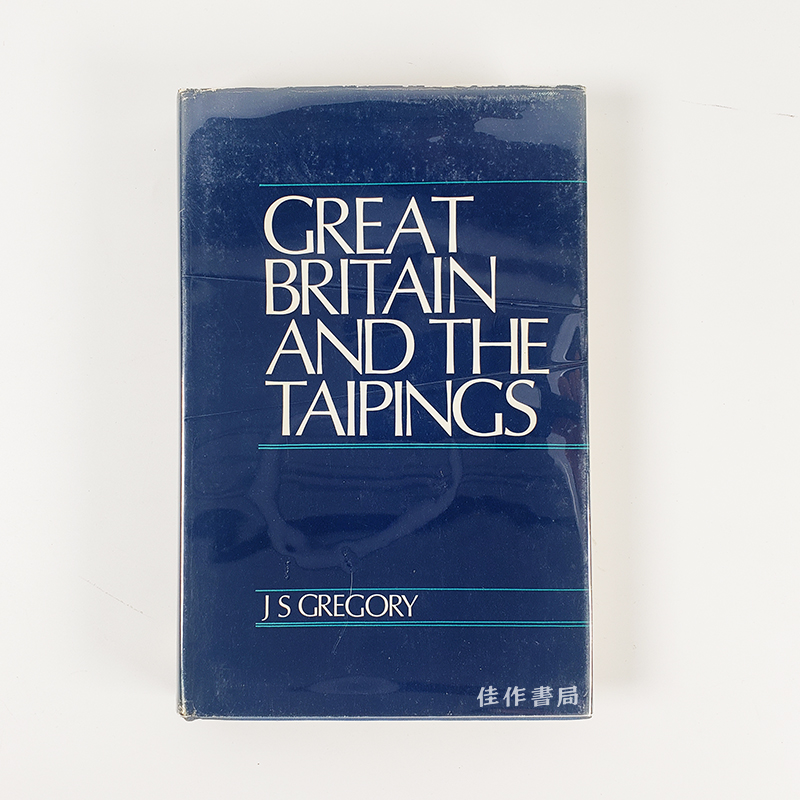 GREAT
BRITAIN
AND THE
TAIPINGS
J S GREGORY
佳作書局